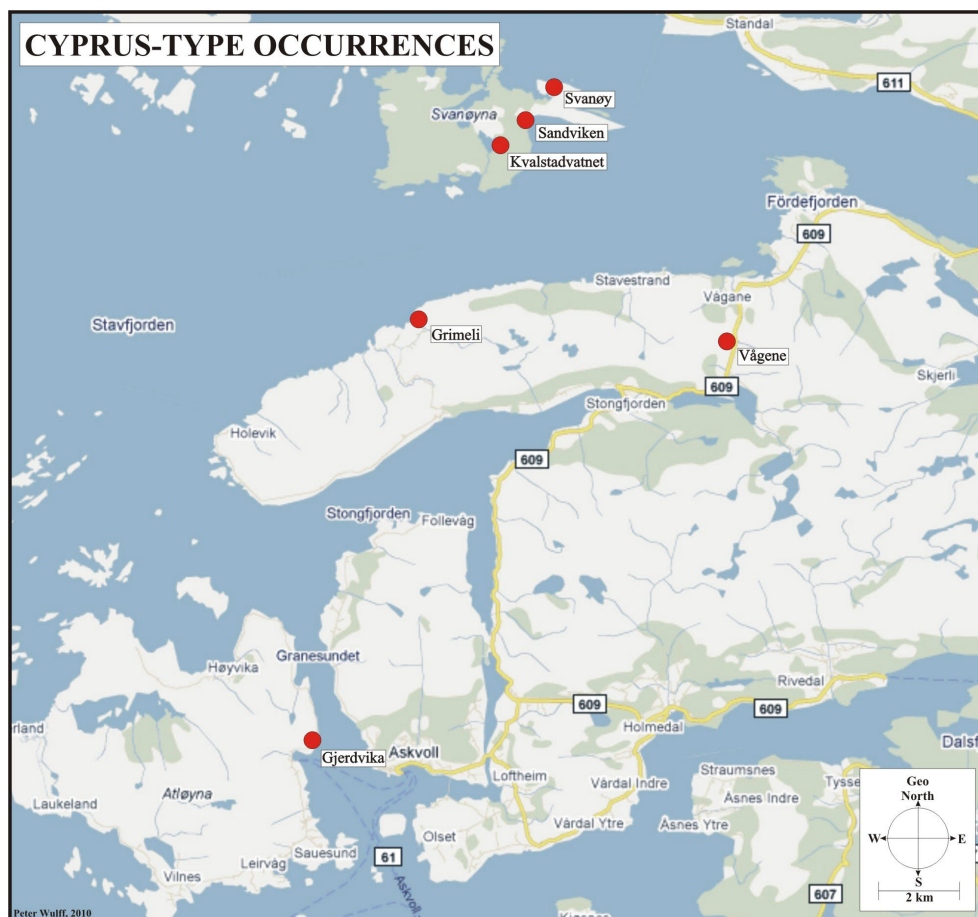 CYPRUS-TYPE OCCURRENCES
Standal
611
Svanøy
Svanøyna
Sandviken
Kvalstadvatnet
Fördefjorden
609
Stavestrand
Vågane
Stavfjorden
Grimeli
Vågene
Skjerli
609
Stongfjorden
Holevik
609
Stongfjorden
Follevåg
Granesundet
Høyvika
Rivedal
609
609
Holmedal
rland
Gjerdvika
Askvoll
Dalsf
Loftheim
Straumsnes
Tysse
Vårdal Indre
Åsnes Indre
Geo
North
Laukeland
Atløyna
Vårdal Ytre
Åsnes Ytre
Olset
W
E
Sauesund
61
Leirvåg
Vilnes
S
2 km
Askvoll
607
Peter Wulff, 2010